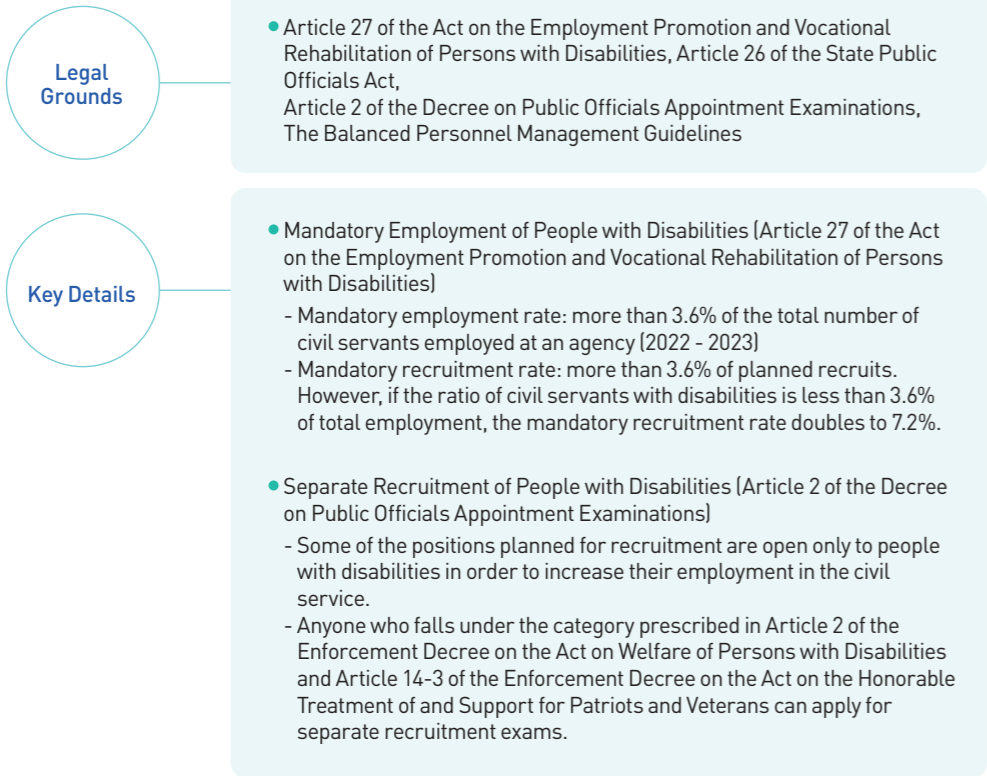 Legal
Grounds
• Article 27 of the Act on the Employment Promotion and Vocational
Rehabilitation of Persons with Disabilities, Article 26 of the State Public
Officials Act,
Article 2 of the Decree on Public Officials Appointment Examinations,
The Balanced Personnel Management Guidelines
Key Details
• Mandatory Employment of People with Disabilities (Article 27 of the Act
on the Employment Promotion and Vocational Rehabilitation of Persons
with Disabilities)
- Mandatory employment rate: more than 3.6% of the total number of
civil servants employed at an agency (2022 - 2023)
- Mandatory recruitment rate: more than 3.6% of planned recruits.
However, if the ratio of civil servants with disabilities is less than 3.6%
of total employment, the mandatory recruitment rate doubles to 7.2%.
• Separate Recruitment of People with Disabilities (Article 2 of the Decree
on Public Officials Appointment Examinations)
- Some of the positions planned for recruitment are open only to people
with disabilities in order to increase their employment in the civil
service.
- Anyone who falls under the category prescribed in Article 2 of the
Enforcement Decree on the Act on Welfare of Persons with Disabilities
and Article 14-3 of the Enforcement Decree on the Act on the Honorable
Treatment of and Support for Patriots and Veterans can apply for
separate recruitment exams.